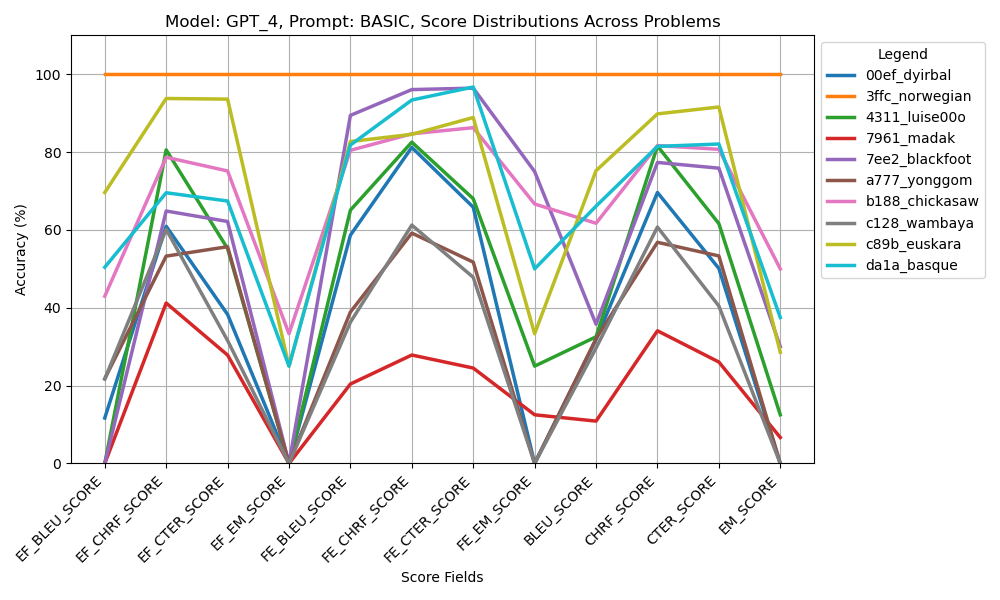 Model: GPT_4, Prompt: BASIC, Score Distributions Across Problems
Accuracy (%)
100
80
60
40
20
0
EF_BLEU_SCORE
EF_CHRF_SCORE
EF_CTER_SCORE
EF_EM_SCORE
FE_BLEU_SCORE
FE_CHRF_SCORE
FE_CTER_SCORE
FE_EM_SCORE
BLEU_SCORE
CHRF_SCORE
CTER_SCORE
EM_SCORE
Score Fields
Legend
00ef_dyirbal
3ffc_norwegian
4311_luise00o
7961_madak
7ee2_blackfoot
a777_yonggom
b188_chickasaw
c128_wambaya
c89b_euskara
da1a_basque